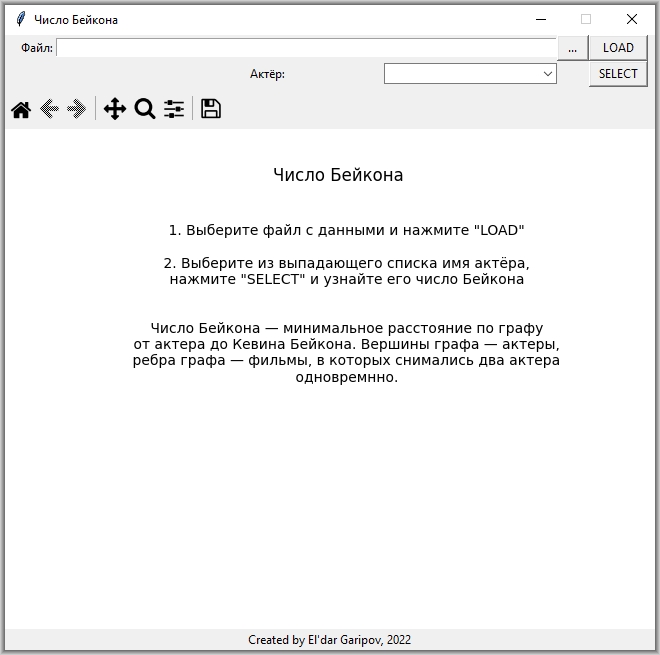 Число Бейкона
Файл: ... LOAD
Актёр: SELECT
Число Бейкона
1. Выберите файл с данными и нажмите "LOAD"
2. Выберите из выпадающего списка имя актёра,
нажмите "SELECT" и узнайте его число Бейкона
Число Бейкона — минимальное расстояние по графу
от актера до Кевина Бейкона. Вершины графа — актеры,
ребра графа — фильмы, в которых снимались два актера
одновремнно.
Created by El'dar Garipov, 2022